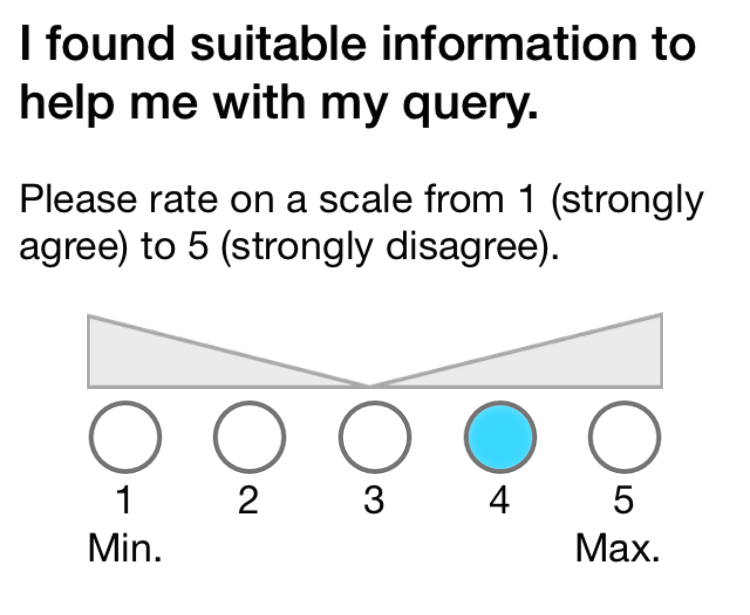 I found suitable information to
help me with my query.
Please rate on a scale from 1 (strongly
agree) to 5 (strongly disagree).
1 2 3 4 5
Min. Max.